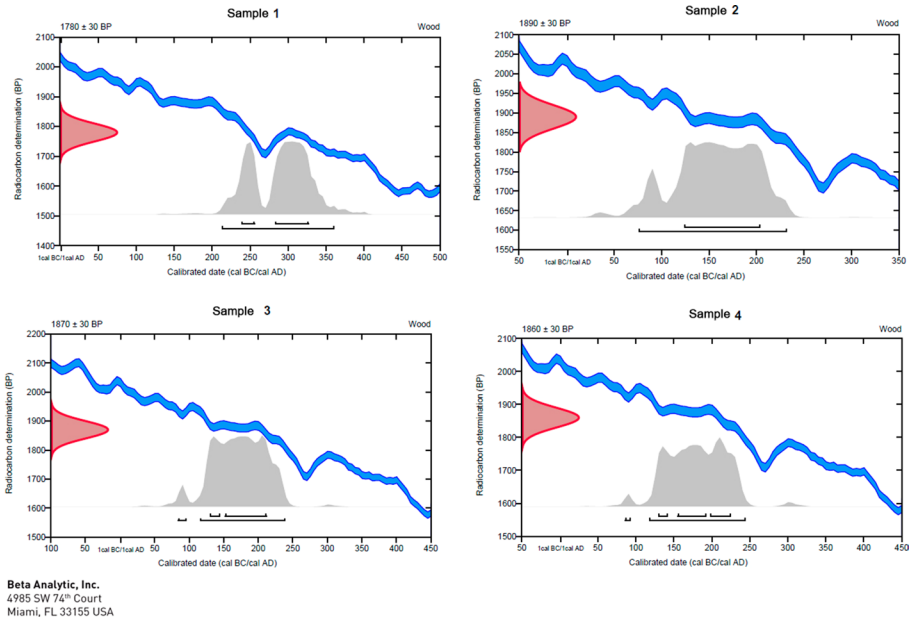 Sample 1
1780 ± 30 BP Wood
2100
2000
1900
1800
1700
1600
1500
1400
Radiocarbon determination (BP)
1cal BC/1cal AD 50 100 150 200 250 300 350 400 450 500
Calibrated date (cal BC/cal AD)
Sample 2
1890 ± 30 BP Wood
2100
2050
2000
1950
1900
1850
1800
1750
1700
1650
1600
1550
Radiocarbon determination (BP)
50 1cal BC/1cal AD 50 100 150 200 250 300 350
Calibrated date (cal BC/cal AD)
Sample 3
1870 ± 30 BP Wood
2200
2100
2000
1900
1800
1700
1600
1500
Radiocarbon determination (BP)
100 50 1cal BC/1cal AD 50 100 150 200 250 300 350 400 450
Calibrated date (cal BC/cal AD)
Sample 4
1860 ± 30 BP Wood
2100
2000
1900
1800
1700
1600
1500
Radiocarbon determination (BP)
50 1cal BC/1cal AD 50 100 150 200 250 300 350 400 450
Calibrated date (cal BC/cal AD)
Beta Analytic, Inc.
4985 SW 74th Court
Miami, FL 33155 USA